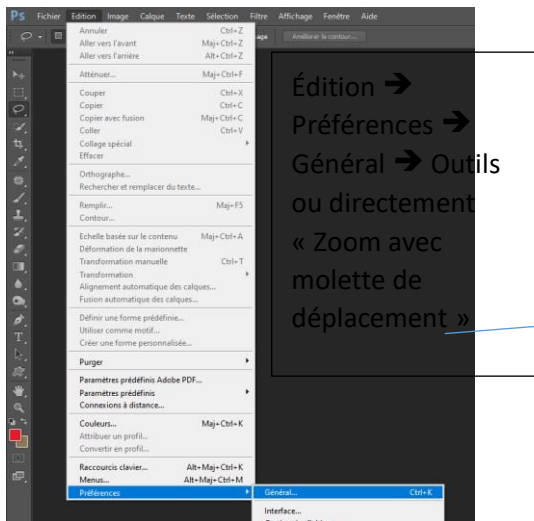 Ps Fichier Edition Image Calque Texte Sélection Filtre Affichage Fenêtre Aide
Améliorer le contour...
Annuler Ctrl+Z
Aller vers l'avant Maj+Ctrl+Z
Aller vers l'arrière Alt+Ctrl+Z
Atténuer... Maj+Ctrl+F
Couper Ctrl+X
Copier Ctrl+C
Copier avec fusion Maj+Ctrl+C
Coller Ctrl+V
Collage spécial
Effacer
Orthographe...
Rechercher et remplacer du texte...
Remplir... Maj+F5
Contour...
Echelle basée sur le contenu Maj+Ctrl+A
Déformation de la marionnette
Transformation manuelle Ctrl+T
Transformation
Alignement automatique des calques...
Fusion automatique des calques...
Définir une forme prédéfinie...
Utiliser comme motif...
Créer une forme personnalisée...
Purger
Paramètres prédéfinis Adobe PDF...
Paramètres prédéfinis
Connexions à distance...
Couleurs... Maj+Ctrl+K
Attribuer un profil...
Convertir en profil...
Raccourcis clavier... Alt+Maj+Ctrl+K
Menus... Alt+Maj+Ctrl+M
Préférences
Général... Ctrl+K
Interface...
Édition ➔
Préférences ➔
Général ➔ Outils
ou directement
« Zoom avec
molette de
déplacement »